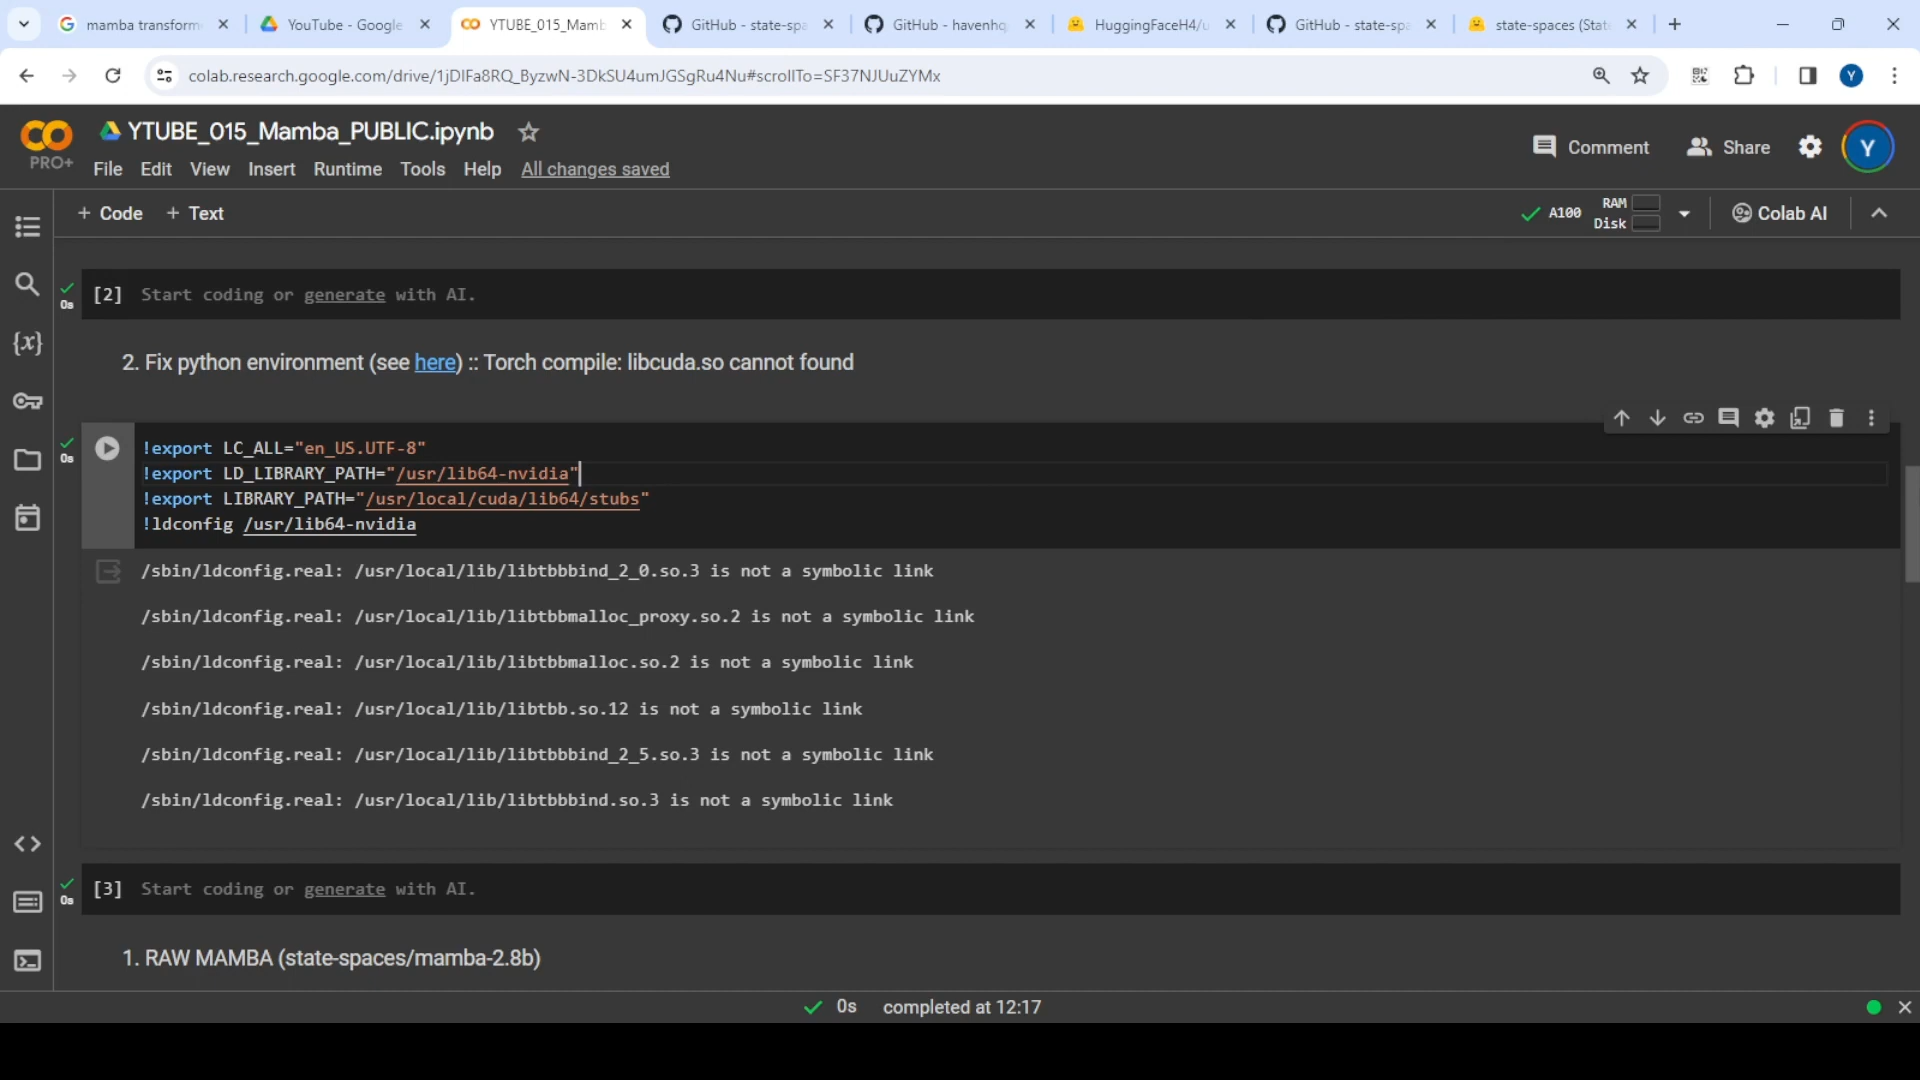 mamba transform
YouTube - Google
YTUBE_015_Mamb
GitHub - state-spa
GitHub - havenhq
HuggingFaceH4/u
GitHub - state-spa
state-spaces (Stat
colab.research.google.com/drive/1jDIFa8RQ_ByzwN-3DkSU4umJGSgRu4Nu#scrollTo=SF37NJUuZYMx
Y
PRO+
YTUBE_015_Mamba_PUBLIC.ipynb
Comment
Share
Y
File Edit View Insert Runtime Tools Help All changes saved
+ Code + Text
A100
RAM
Disk
Colab AI
0s
[2] Start coding or generate with AI.
2. Fix python environment (see here) :: Torch compile: libcuda.so cannot found
0s
!export LC_ALL="en_US.UTF-8"
!export LD_LIBRARY_PATH="/usr/lib64-nvidia"
!export LIBRARY_PATH="/usr/local/cuda/lib64/stubs"
!ldconfig /usr/lib64-nvidia
/sbin/ldconfig.real: /usr/local/lib/libtbbbind_2_0.so.3 is not a symbolic link
/sbin/ldconfig.real: /usr/local/lib/libtbbmalloc_proxy.so.2 is not a symbolic link
/sbin/ldconfig.real: /usr/local/lib/libtbbmalloc.so.2 is not a symbolic link
/sbin/ldconfig.real: /usr/local/lib/libtbb.so.12 is not a symbolic link
/sbin/ldconfig.real: /usr/local/lib/libtbbbind_2_5.so.3 is not a symbolic link
/sbin/ldconfig.real: /usr/local/lib/libtbbbind.so.3 is not a symbolic link
0s
[3] Start coding or generate with AI.
1. RAW MAMBA (state-spaces/mamba-2.8b)
0s completed at 12:17